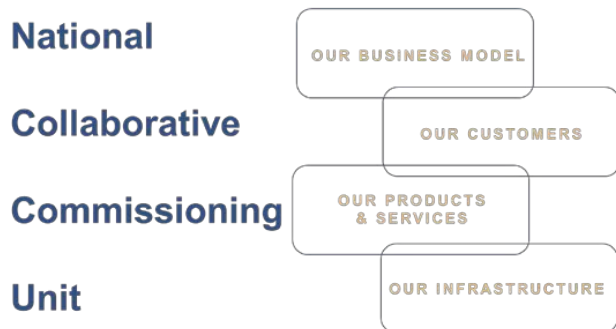 National
Collaborative
Commissioning
Unit
OUR BUSINESS MODEL
OUR CUSTOMERS
OUR PRODUCTS
& SERVICES
OUR INFRASTRUCTURE